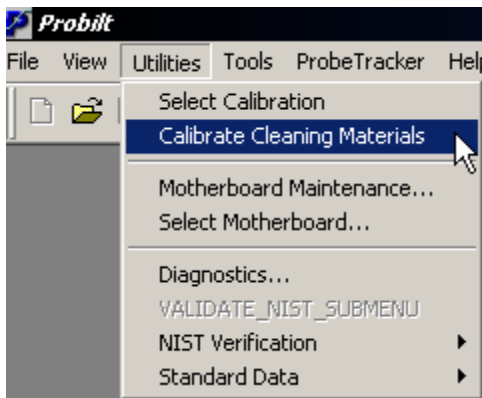 Probilt
File View Utilities Tools ProbeTracker Hel
Select Calibration
Calibrate Cleaning Materials
Motherboard Maintenance...
Select Motherboard...
Diagnostics...
VALIDATE_NIST_SUBMENU
NIST Verification
Standard Data